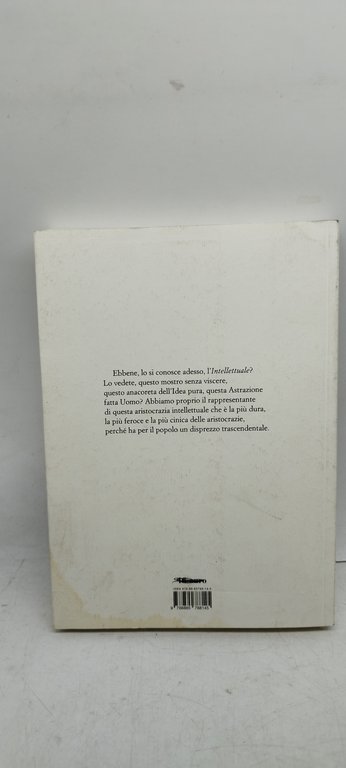 Ebbene, lo si conosce adesso, l'Intellettuale?
Lo vedete, questo mostro senza viscere,
questo anacoreta dell'Idea pura, questa Astrazione
fatta Uomo? Abbiamo proprio il rappresentante
di questa aristocrazia intellettuale che è la più dura,
la più feroce e la più cinica delle aristocrazie,
perché ha per il popolo un disprezzo trascendentale.